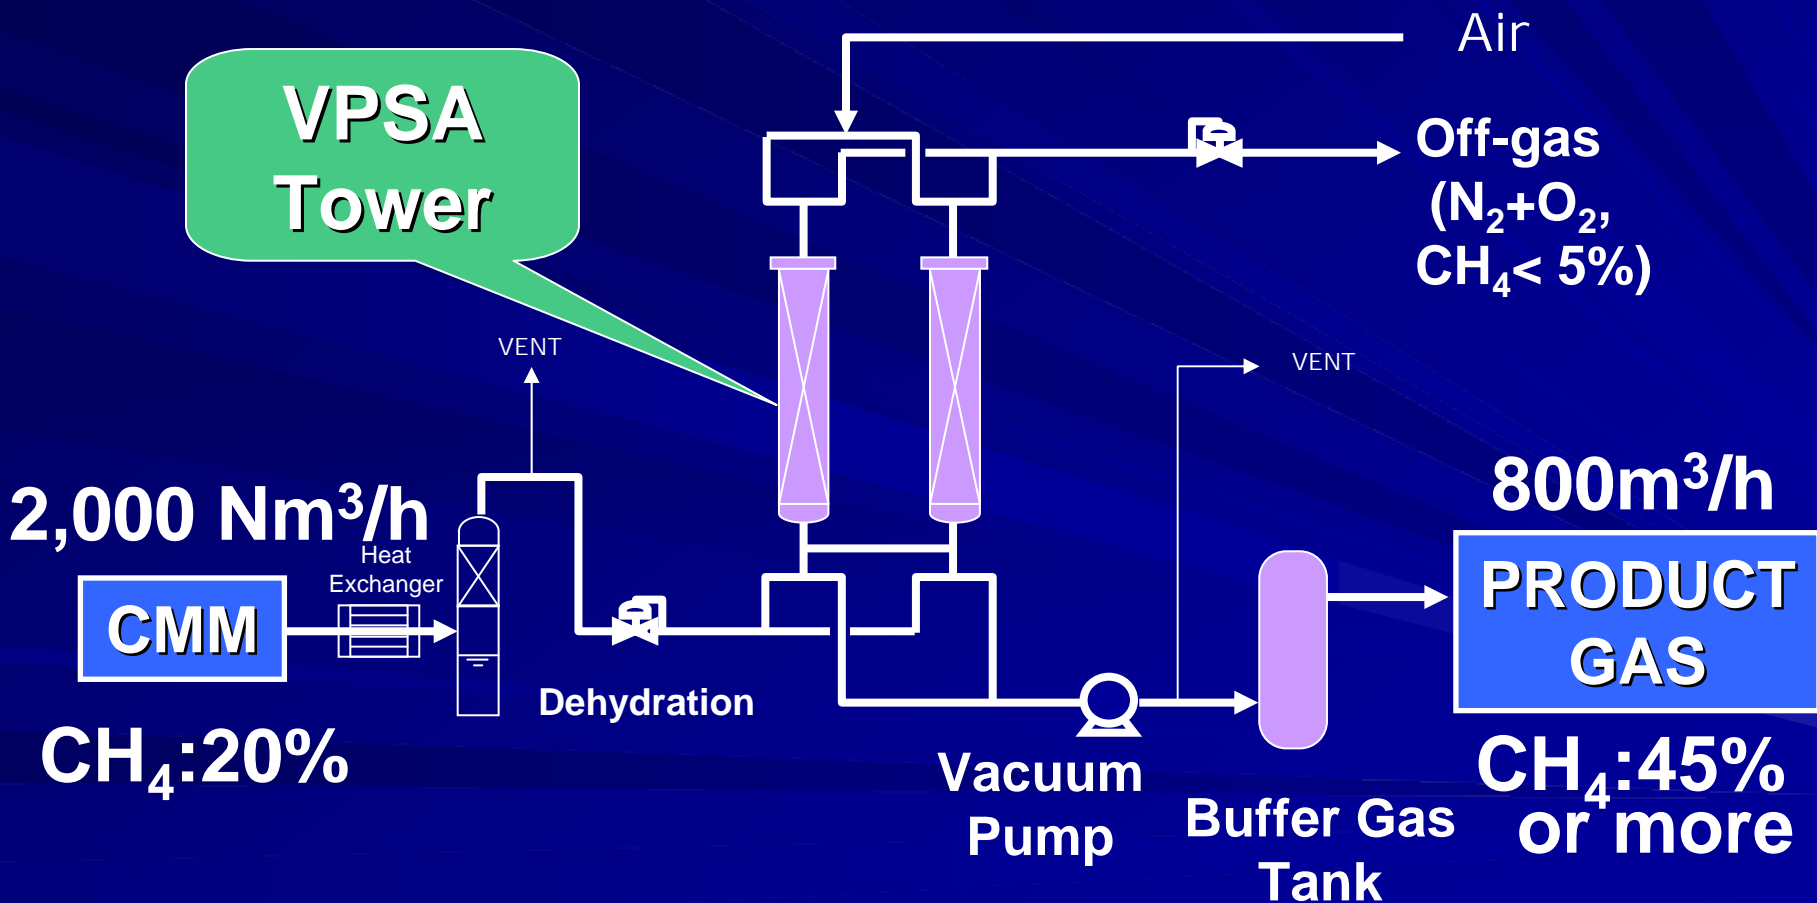 Air
VPSA
Tower
Off-gas
(N₂+O₂,
CH₄< 5%)
VENT
VENT
2,000 Nm³/h
Heat
Exchanger
CMM
CH₄:20%
Dehydration
Vacuum
Pump
Buffer Gas
Tank
800m³/h
PRODUCT
GAS
CH₄:45%
or more